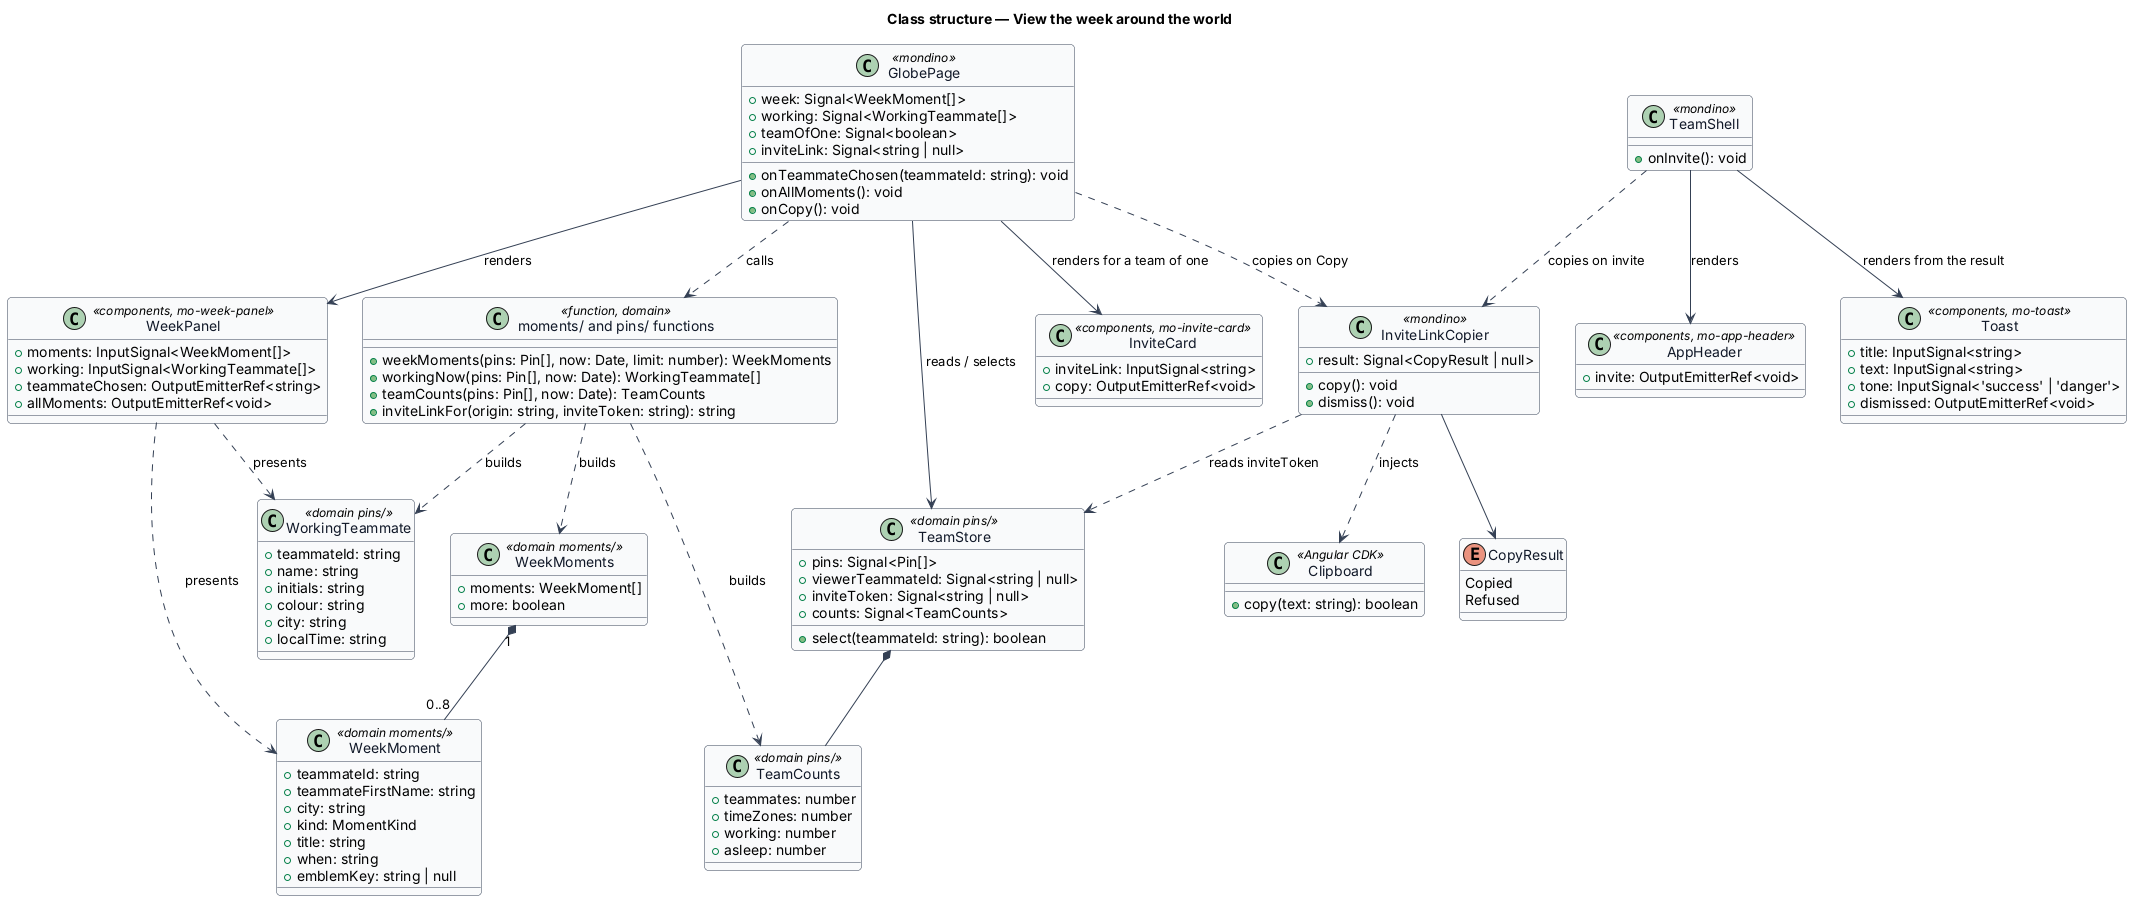 Class structure — View the week around the world
«mondino»
GlobePage
week: Signal<WeekMoment[]>
working: Signal<WorkingTeammate[]>
teamOfOne: Signal<boolean>
inviteLink: Signal<string | null>
onTeammateChosen(teammateId: string): void
onAllMoments(): void
onCopy(): void
«mondino»
TeamShell
onInvite(): void
renders
calls
reads / selects
renders for a team of one
copies on Copy
copies on invite
renders
renders from the result
«components, mo-week-panel»
WeekPanel
moments: InputSignal<WeekMoment[]>
working: InputSignal<WorkingTeammate[]>
teammateChosen: OutputEmitterRef<string>
allMoments: OutputEmitterRef<void>
«function, domain»
moments/ and pins/ functions
weekMoments(pins: Pin[], now: Date, limit: number): WeekMoments
workingNow(pins: Pin[], now: Date): WorkingTeammate[]
teamCounts(pins: Pin[], now: Date): TeamCounts
inviteLinkFor(origin: string, inviteToken: string): string
«components, mo-invite-card»
InviteCard
inviteLink: InputSignal<string>
copy: OutputEmitterRef<void>
«mondino»
InviteLinkCopier
result: Signal<CopyResult | null>
copy(): void
dismiss(): void
«components, mo-app-header»
AppHeader
invite: OutputEmitterRef<void>
«components, mo-toast»
Toast
title: InputSignal<string>
text: InputSignal<string>
tone: InputSignal<'success' | 'danger'>
dismissed: OutputEmitterRef<void>
presents
presents
builds
builds
builds
reads inviteToken
injects
«domain pins/»
WorkingTeammate
teammateId: string
name: string
initials: string
colour: string
city: string
localTime: string
«domain moments/»
WeekMoments
moments: WeekMoment[]
more: boolean
1
0..8
«domain pins/»
TeamStore
pins: Signal<Pin[]>
viewerTeammateId: Signal<string | null>
inviteToken: Signal<string | null>
counts: Signal<TeamCounts>
select(teammateId: string): boolean
«Angular CDK»
Clipboard
copy(text: string): boolean
CopyResult
Copied
Refused
«domain moments/»
WeekMoment
teammateId: string
teammateFirstName: string
city: string
kind: MomentKind
title: string
when: string
emblemKey: string | null
«domain pins/»
TeamCounts
teammates: number
timeZones: number
working: number
asleep: number